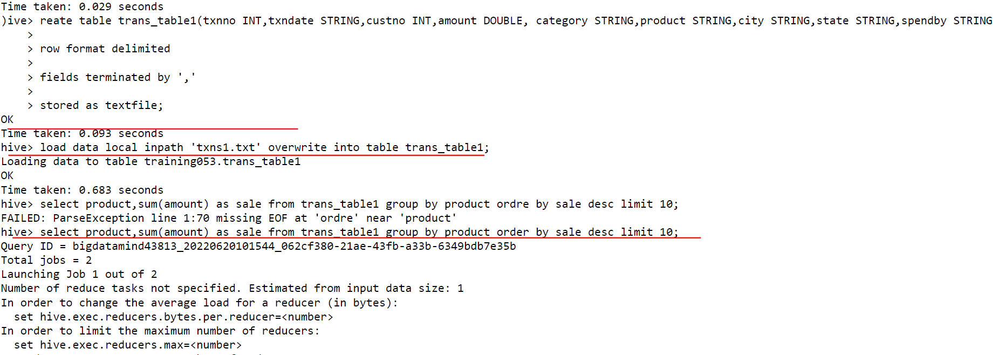 Time taken: 0.029 seconds
)ive> reate table trans_table1(txnno INT,txndate STRING,custno INT,amount DOUBLE, category STRING,product STRING,city STRING,state STRING,spendby STRING
>
> row format delimited
>
> fields terminated by ','
>
> stored as textfile;
OK
Time taken: 0.093 seconds
hive> load data local inpath 'txns1.txt' overwrite into table trans_table1;
Loading data to table training053.trans_table1
OK
Time taken: 0.683 seconds
hive> select product,sum(amount) as sale from trans_table1 group by product ordre by sale desc limit 10;
FAILED: ParseException line 1:70 missing EOF at 'ordre' near 'product'
hive> select product,sum(amount) as sale from trans_table1 group by product order by sale desc limit 10;
Query ID = bigdatamind43813_20220620101544_062cf380-21ae-43fb-a33b-6349bdb7e35b
Total jobs = 2
Launching Job 1 out of 2
Number of reduce tasks not specified. Estimated from input data size: 1
In order to change the average load for a reducer (in bytes):
set hive.exec.reducers.bytes.per.reducer=<number>
In order to limit the maximum number of reducers:
set hive.exec.reducers.max=<number>